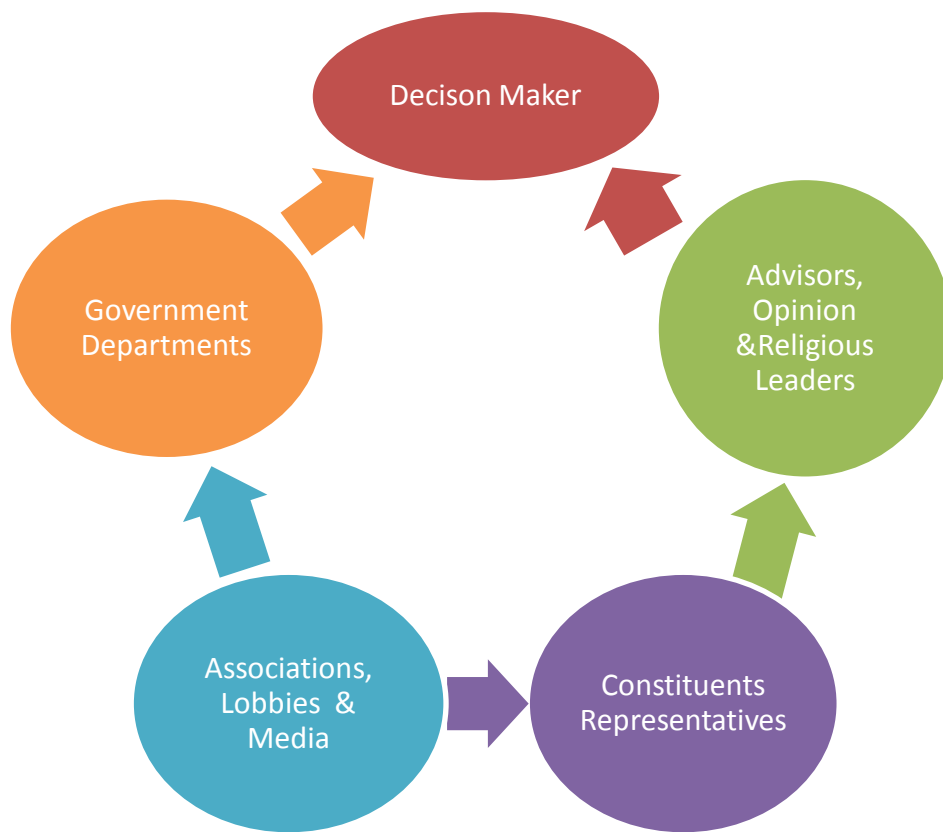 Decison Maker
Government
Departments
Advisors,
Opinion
&Religious
Leaders
Associations,
Lobbies &
Media
Constituents
Representatives